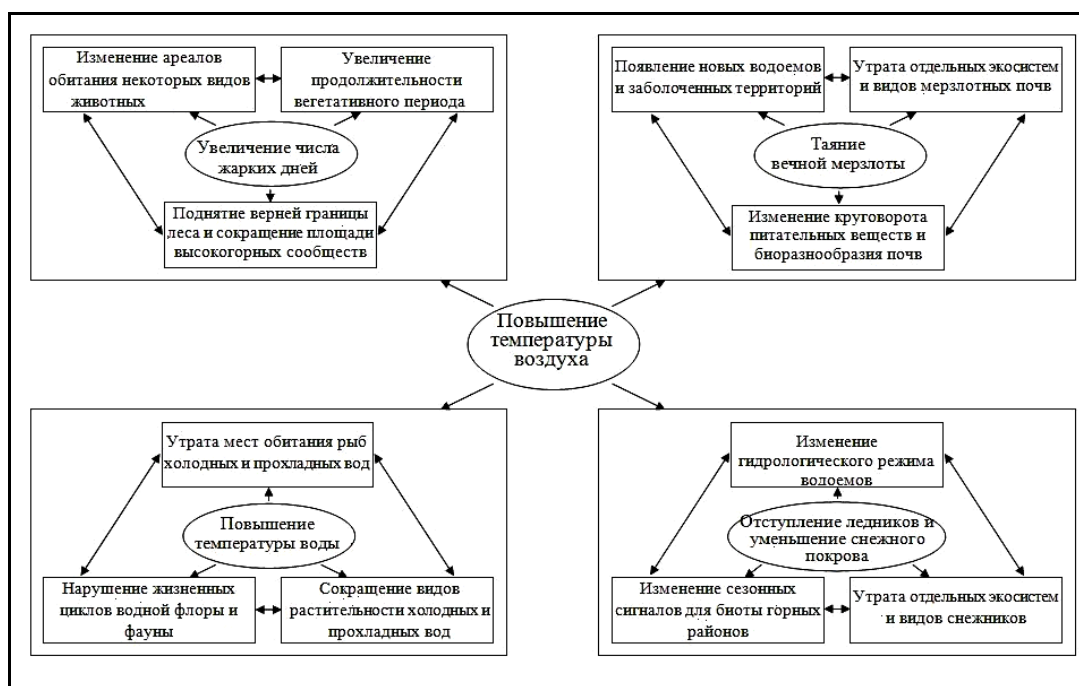 Изменение ареалов
обитания некоторых видов
животных
Увеличение
продолжительности
вегетативного периода
Увеличение числа
жарких дней
Поднятие верней границы
леса и сокращение площади
высокогорных сообществ
Появление новых водоемов
и заболоченных территорий
Утрата отдельных экосистем
и видов мерзлотных почв
Таяние
вечной мерзлоты
Изменение круговорота
питательных веществ и
биоразнообразия почв
Повышение
температуры
воздуха
Утрата мест обитания рыб
холодных и прохладных вод
Повышение
температуры воды
Нарушение жизненных
циклов водной флоры и
фауны
Сокращение видов
растительности холодных и
прохладных вод
Изменение
гидрологического режима
водоемов
Отступление ледников и
уменьшение снежного
покрова
Изменение сезонных
сигналов для биоты горных
районов
Утрата отдельных экосистем
и видов снежников